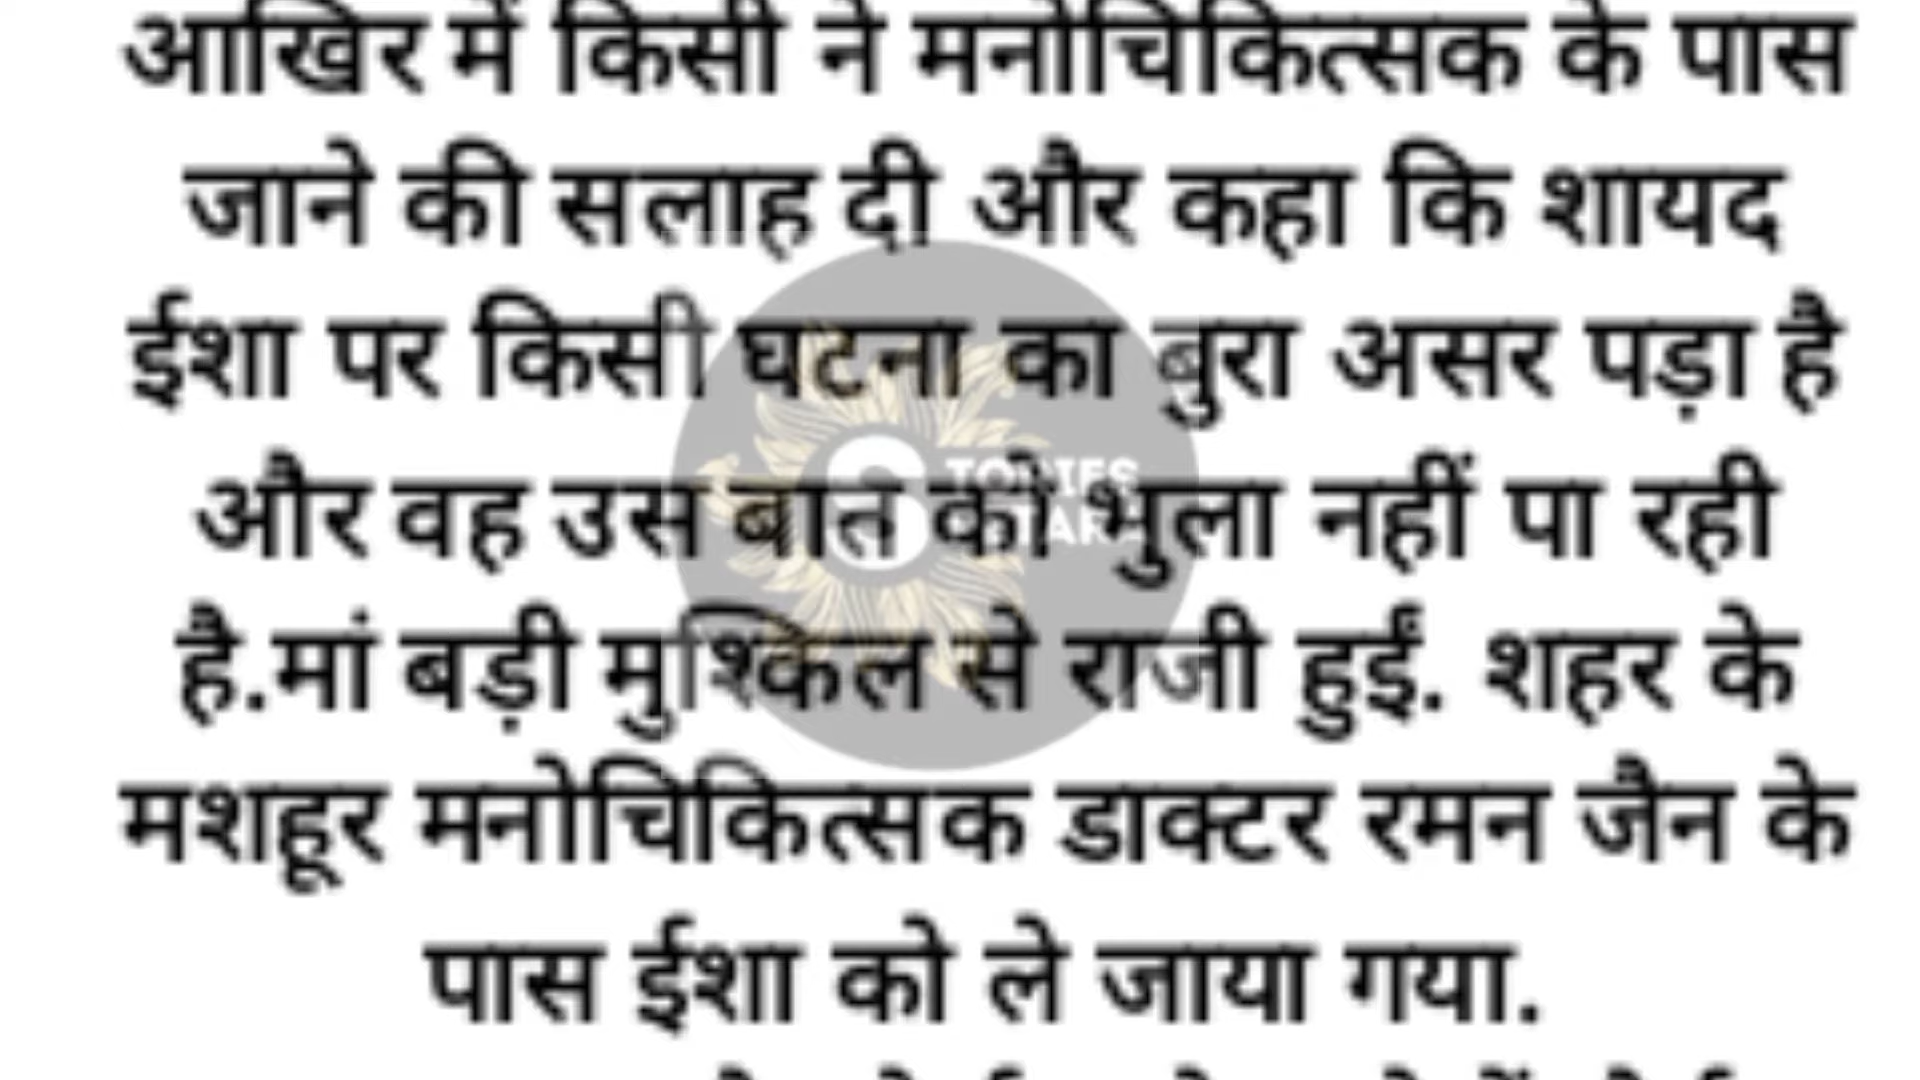 आखिर में किसी ने मनोचिकित्सक के पास
जाने की सलाह दी और कहा कि शायद
ईशा पर किसी घटना का बुरा असर पड़ा है
और वह उस बात को भुला नहीं पा रही
है.मां बड़ी मुश्किल से राजी हुईं. शहर के
मशहूर मनोचिकित्सक डाक्टर रमन जैन के
पास ईशा को ले जाया गया.